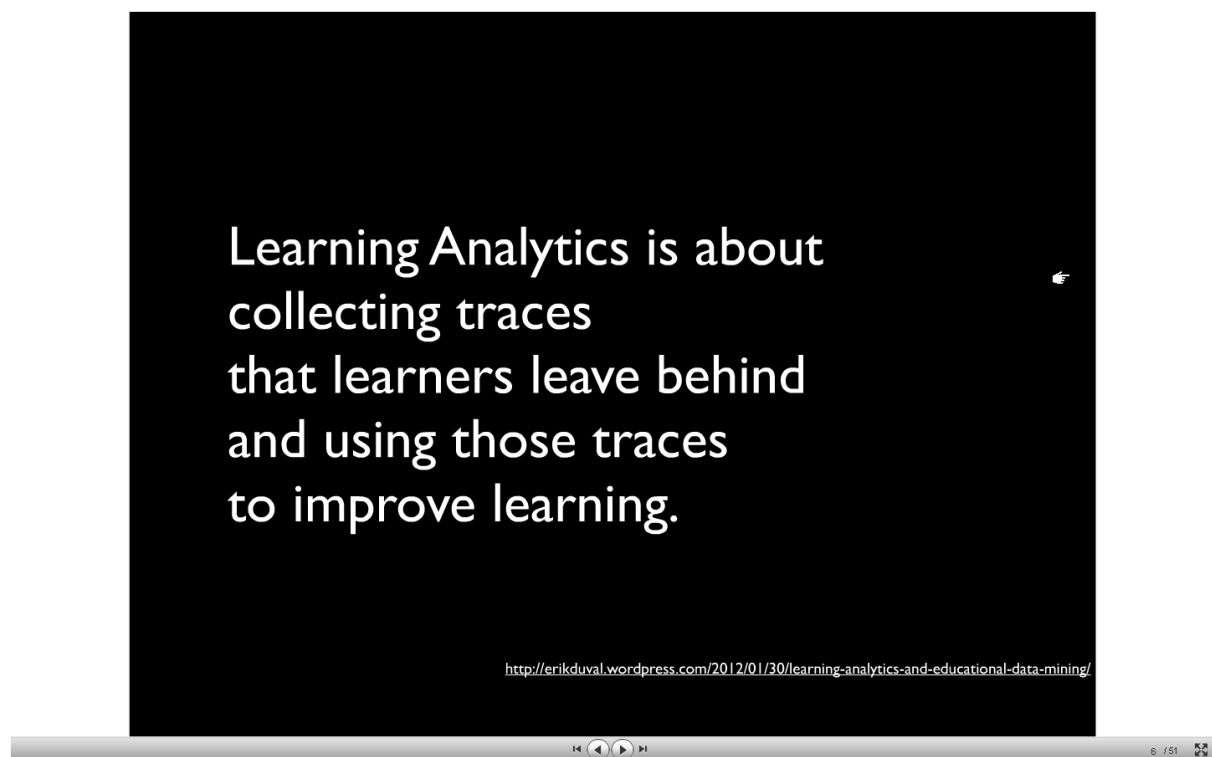 Learning Analytics is about
collecting traces
that learners leave behind
and using those traces
to improve learning.
http://erikduval.wordpress.com/2012/01/30/learning-analytics-and-educational-data-mining/
6 / 51